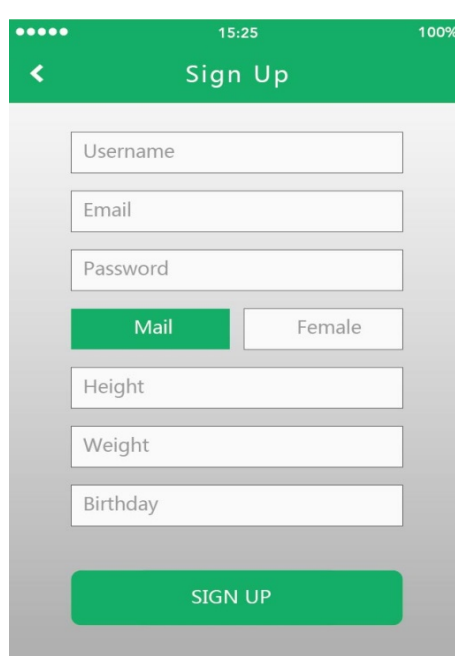 15:25 100%
Sign Up
Username
Email
Password
Mail Female
Height
Weight
Birthday
SIGN UP